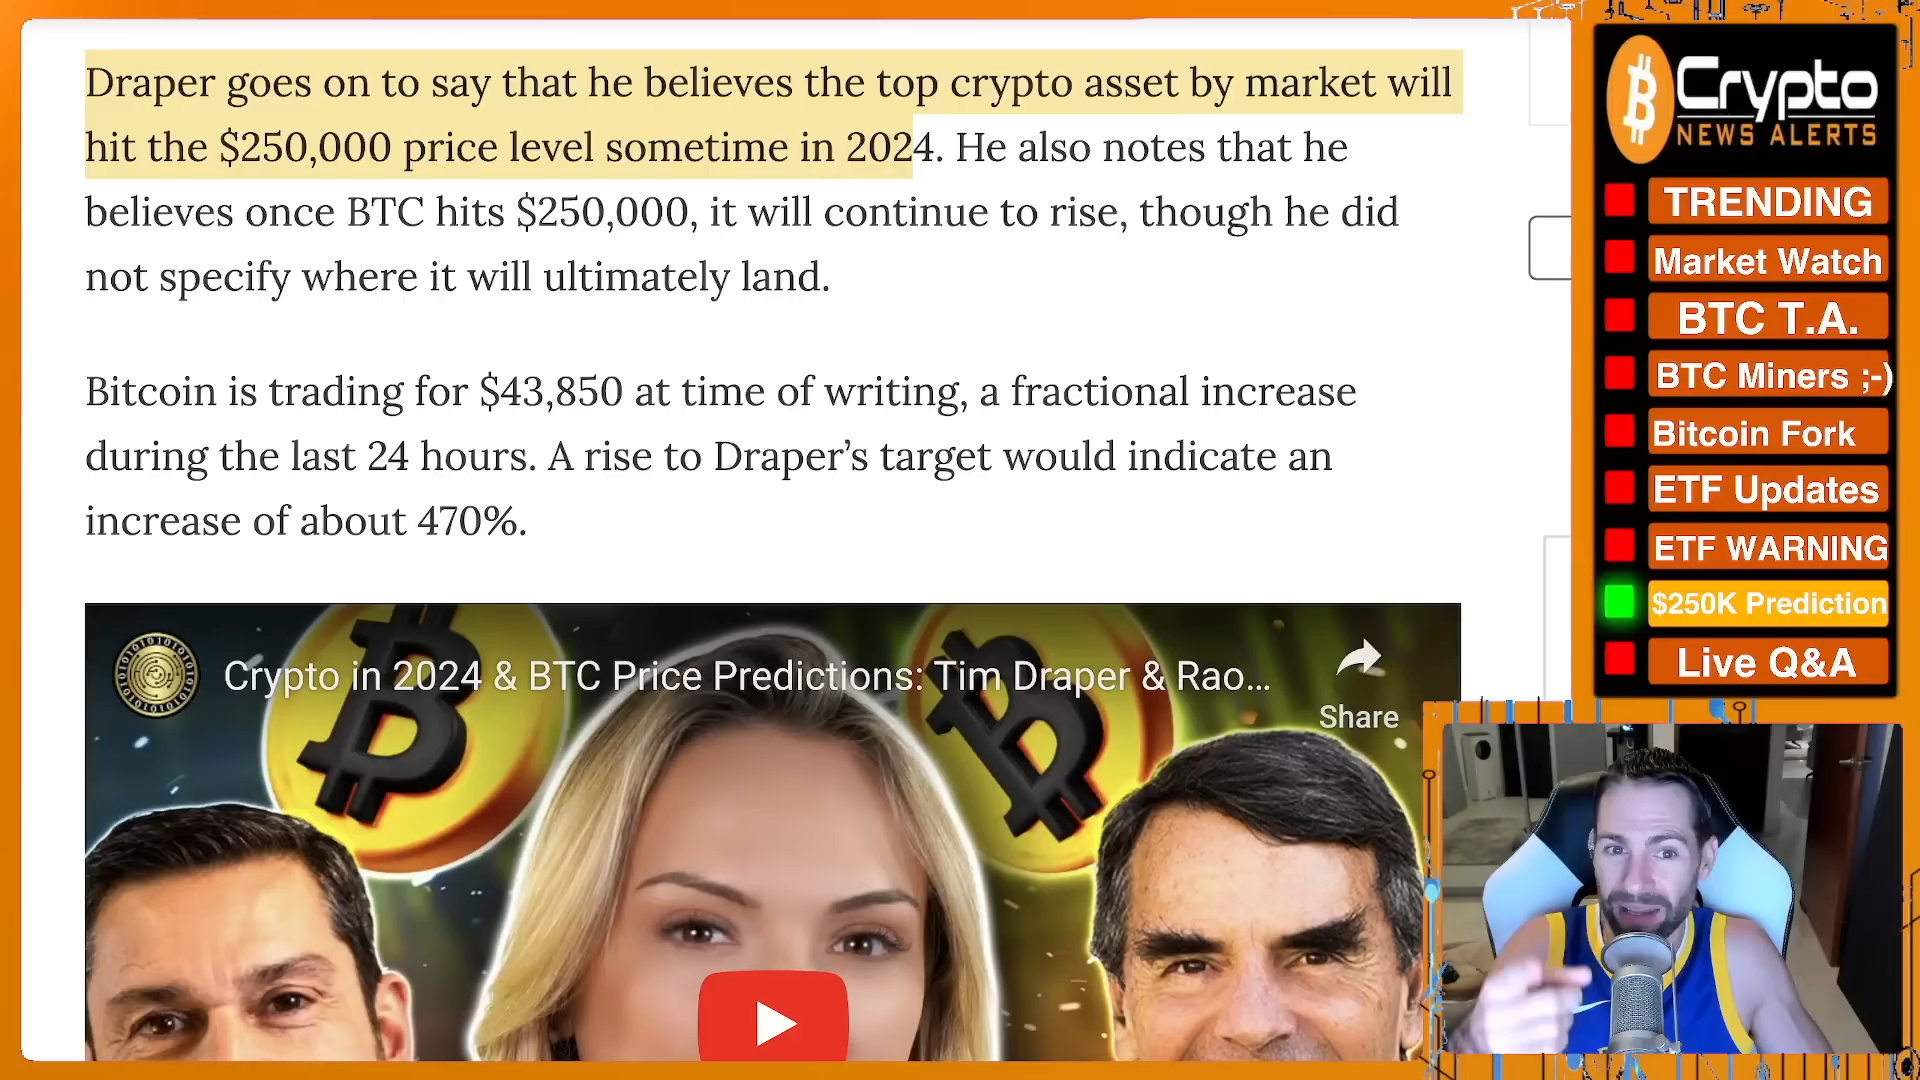 Draper goes on to say that he believes the top crypto asset by market will
hit the $250,000 price level sometime in 2024. He also notes that he
believes once BTC hits $250,000, it will continue to rise, though he did
not specify where it will ultimately land.
Bitcoin is trading for $43,850 at time of writing, a fractional increase
during the last 24 hours. A rise to Draper’s target would indicate an
increase of about 470%.
Crypto in 2024 & BTC Price Predictions: Tim Draper & Rao...
Share
Crypto
NEWS ALERTS
TRENDING
Market Watch
BTC T.A.
BTC Miners ;-)
Bitcoin Fork
ETF Updates
ETF WARNING
$250K Prediction
Live Q&A